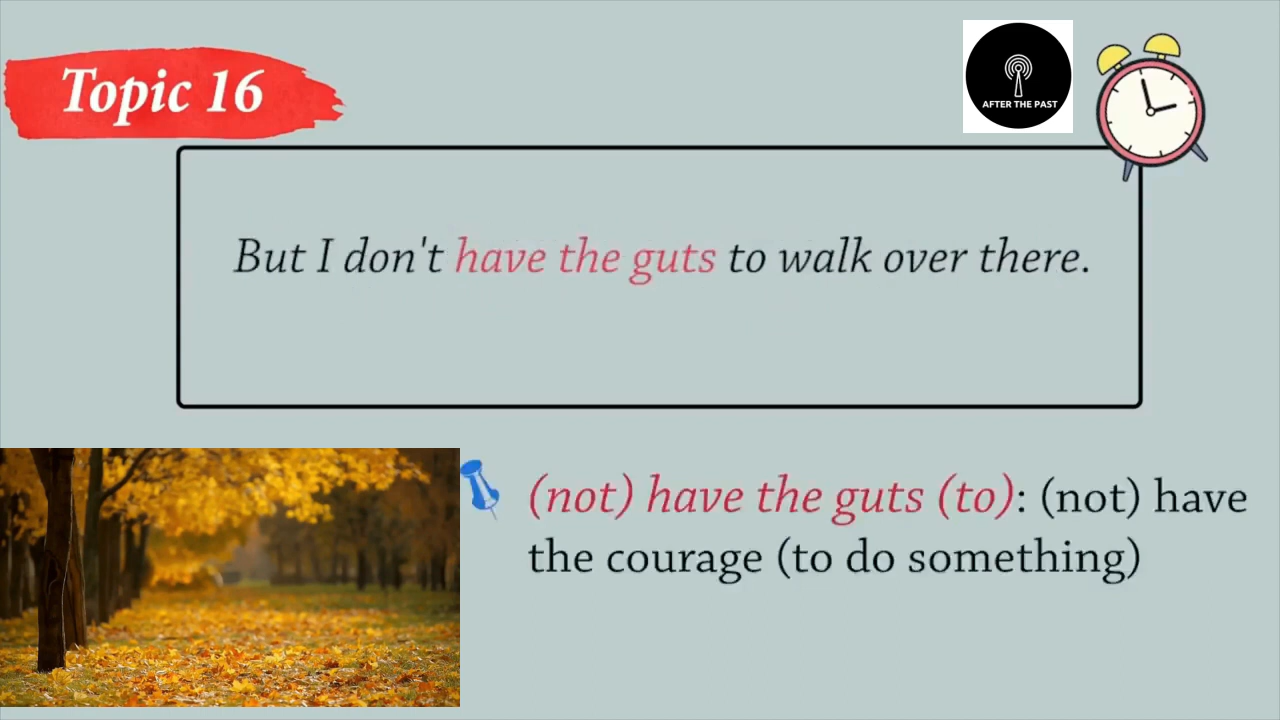 Topic 16
AFTER THE PAST
But I don't have the guts to walk over there.
(not) have the guts (to): (not) have
the courage (to do something)